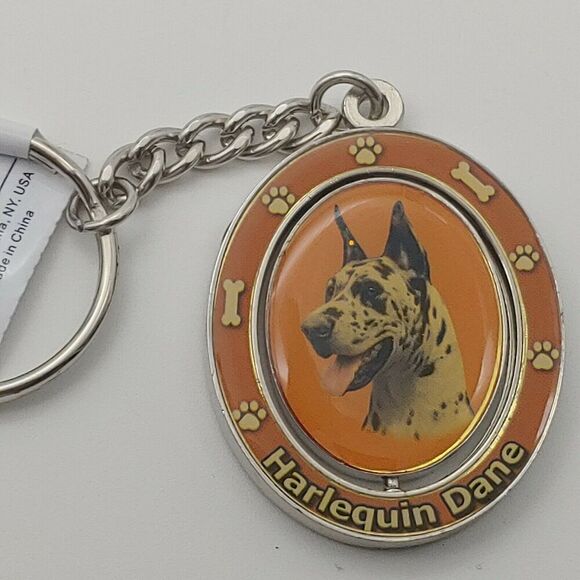 NY. USA
in China
Harlequin Dane